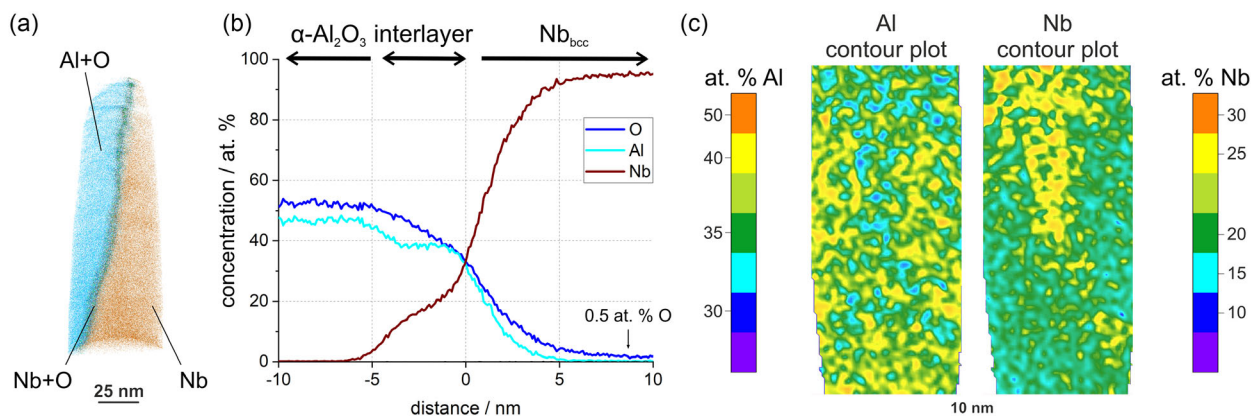 (a)
Al+O
Nb+O
Nb
25 nm
(b)
α-Al₂O₃ interlayer Nb_bcc
concentration / at. %
100
80
60
40
20
0
O
Al
Nb
0.5 at. % O
-10 -5 0 5 10
distance / nm
(c)
Al
contour plot
Nb
contour plot
at. % Al
50
40
35
30
at. % Nb
30
25
20
15
10
10 nm